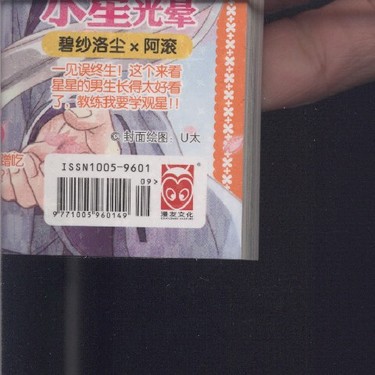 水星光晕
碧纱洛尘×阿滚
一见误终生！这个来看
星星的男生长得太好看
了，教练我要学观星！！
©封面绘图：U太
ISSN1005-9601
09>
9771005960149
漫友文化